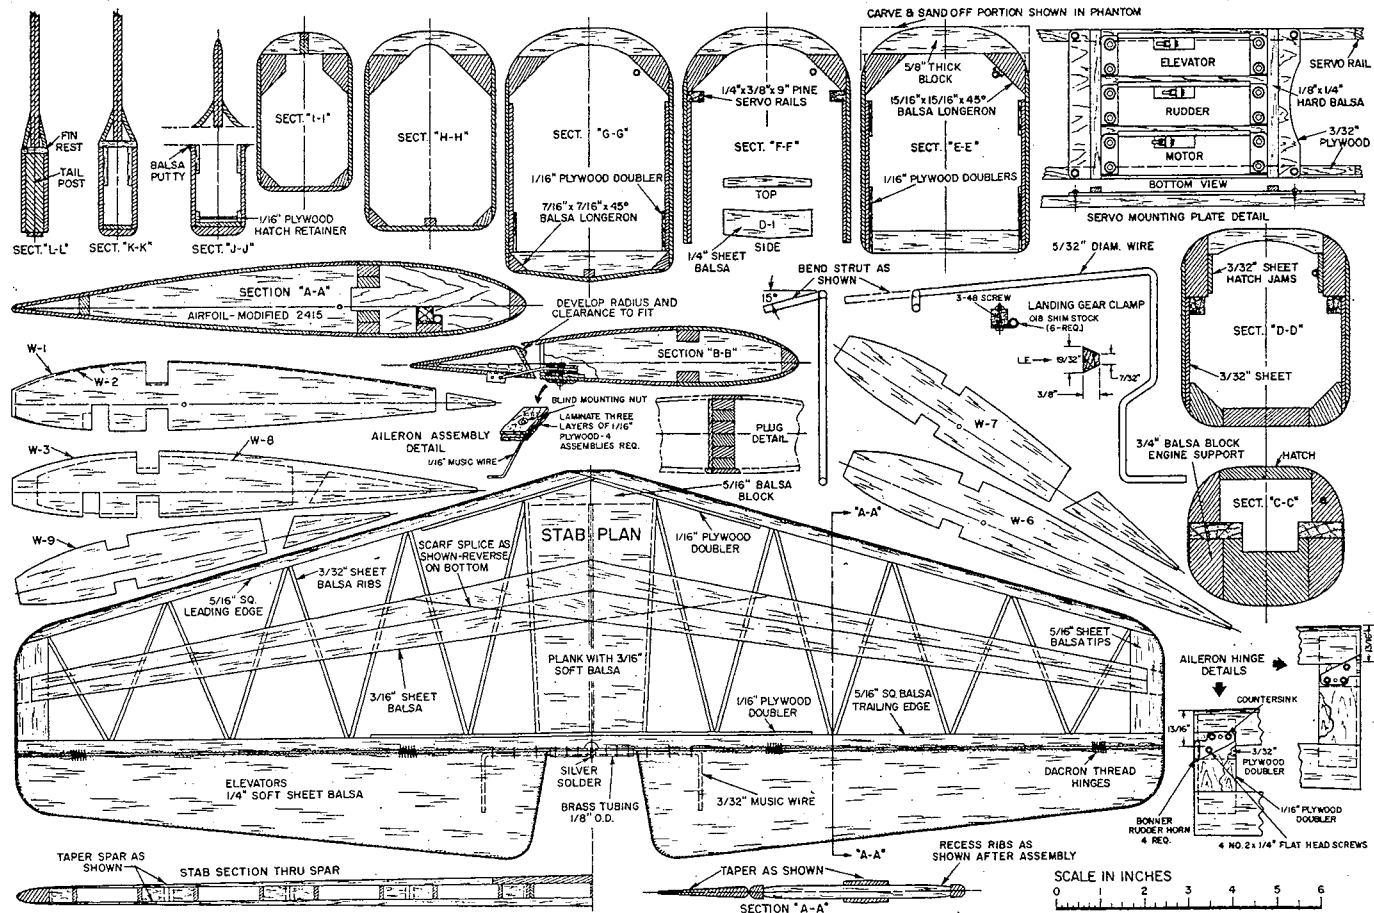 CARVE & SAND OFF PORTION SHOWN IN PHANTOM
FIN
REST
TAIL
POST
SECT. "L-L"
SECT. "K-K"
BALSA
PUTTY
SECT. "J-J"
1/16" PLYWOOD
HATCH RETAINER
SECT. "I-I"
SECT. "H-H"
SECT. "G-G"
1/16" PLYWOOD DOUBLER
7/16" x 7/16" x 45°
BALSA LONGERON
1/4" x 3/8" x 9" PINE
SERVO RAILS
SECT. "F-F"
TOP
D-1
SIDE
1/4" SHEET
BALSA
5/8" THICK
BLOCK
15/16" x 15/16" x 45°
BALSA LONGERON
SECT. "E-E"
1/16" PLYWOOD DOUBLERS
ELEVATOR
RUDDER
MOTOR
SERVO RAIL
1/8" x 1/4"
HARD BALSA
3/32"
PLYWOOD
BOTTOM VIEW
SERVO MOUNTING PLATE DETAIL
SECTION "A-A"
AIRFOIL-MODIFIED 2415
DEVELOP RADIUS AND
CLEARANCE TO FIT
BEND STRUT AS
SHOWN
15°
5/32" DIAM. WIRE
3-48 SCREW
LANDING GEAR CLAMP
018 SHIM STOCK
(6-REQ.)
L.E.
19/32"
7/32"
3/8"
3/32" SHEET
HATCH JAMS
SECT. "D-D"
3/32" SHEET
W-1
W-2
SECTION "B-B"
BLIND MOUNTING NUT
LAMINATE THREE
LAYERS OF 1/16"
PLYWOOD-4
ASSEMBLIES REQ.
AILERON ASSEMBLY
DETAIL
1/16" MUSIC WIRE
PLUG
DETAIL
W-7
3/4" BALSA BLOCK
ENGINE SUPPORT
HATCH
SECT. "C-C"
W-3
W-8
W-6
W-9
5/16" BALSA
BLOCK
STAB PLAN
"A-A"
SCARF SPLICE AS
SHOWN-REVERSE
ON BOTTOM
1/16" PLYWOOD
DOUBLER
3/32" SHEET
BALSA RIBS
5/16" SQ.
LEADING EDGE
5/16" SHEET
BALSA TIPS
PLANK WITH 3/16"
SOFT BALSA
3/16" SHEET
BALSA
1/16" PLYWOOD
DOUBLER
5/16" SQ. BALSA
TRAILING EDGE
AILERON HINGE
DETAILS
13/16"
COUNTERSINK
13/16"
3/32"
PLYWOOD
DOUBLER
1/16" PLYWOOD
DOUBLER
BONNER
RUDDER HORN
4 REQ.
4 NO. 2 x 1/4" FLAT HEAD SCREWS
ELEVATORS
1/4" SOFT SHEET BALSA
SILVER
SOLDER
BRASS TUBING
1/8" O.D.
3/32" MUSIC WIRE
DACRON THREAD
HINGES
"A-A"
TAPER SPAR AS
SHOWN
STAB SECTION THRU SPAR
TAPER AS SHOWN
RECESS RIBS AS
SHOWN AFTER ASSEMBLY
SECTION "A-A"
SCALE IN INCHES
0 1 2 3 4 5 6